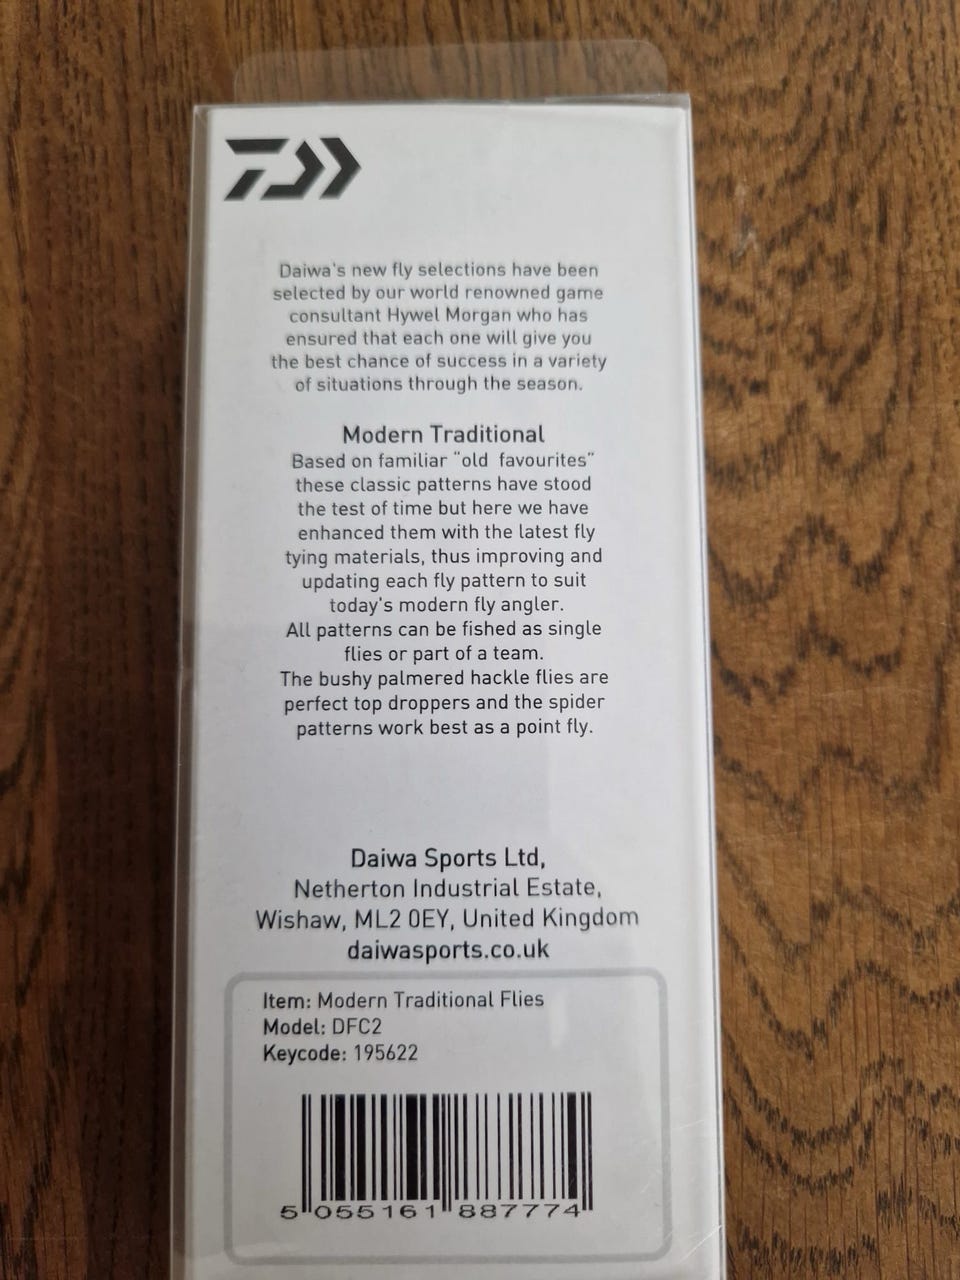 Daiwa's new fly selections have been
selected by our world renowned game
consultant Hywel Morgan who has
ensured that each one will give you
the best chance of success in a variety
of situations through the season.
Modern Traditional
Based on familiar "old favourites"
these classic patterns have stood
the test of time but here we have
enhanced them with the latest fly
tying materials, thus improving and
updating each fly pattern to suit
today's modern fly angler.
All patterns can be fished as single
flies or part of a team.
The bushy palmered hackle flies are
perfect top droppers and the spider
patterns work best as a point fly.
Daiwa Sports Ltd,
Netherton Industrial Estate,
Wishaw, ML2 0EY, United Kingdom
daiwasports.co.uk
Item: Modern Traditional Flies
Model: DFC2
Keycode: 195622
5 055161 887774